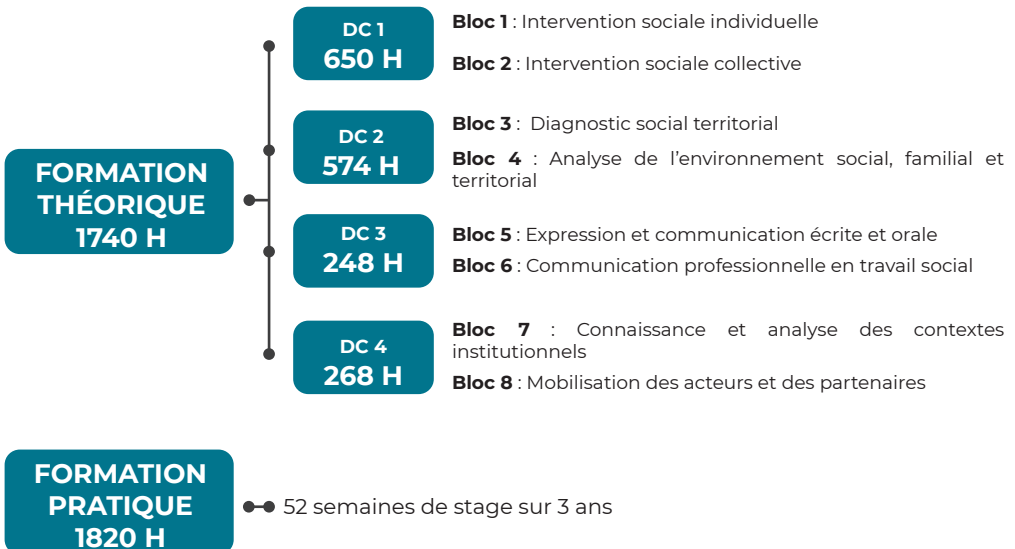 FORMATION
THÉORIQUE
1740 H
DC 1
650 H
Bloc 1 : Intervention sociale individuelle
Bloc 2 : Intervention sociale collective
DC 2
574 H
Bloc 3 : Diagnostic social territorial
Bloc 4 : Analyse de l’environnement social, familial et
territorial
DC 3
248 H
Bloc 5 : Expression et communication écrite et orale
Bloc 6 : Communication professionnelle en travail social
DC 4
268 H
Bloc 7 : Connaissance et analyse des contextes
institutionnels
Bloc 8 : Mobilisation des acteurs et des partenaires
FORMATION
PRATIQUE
1820 H
52 semaines de stage sur 3 ans